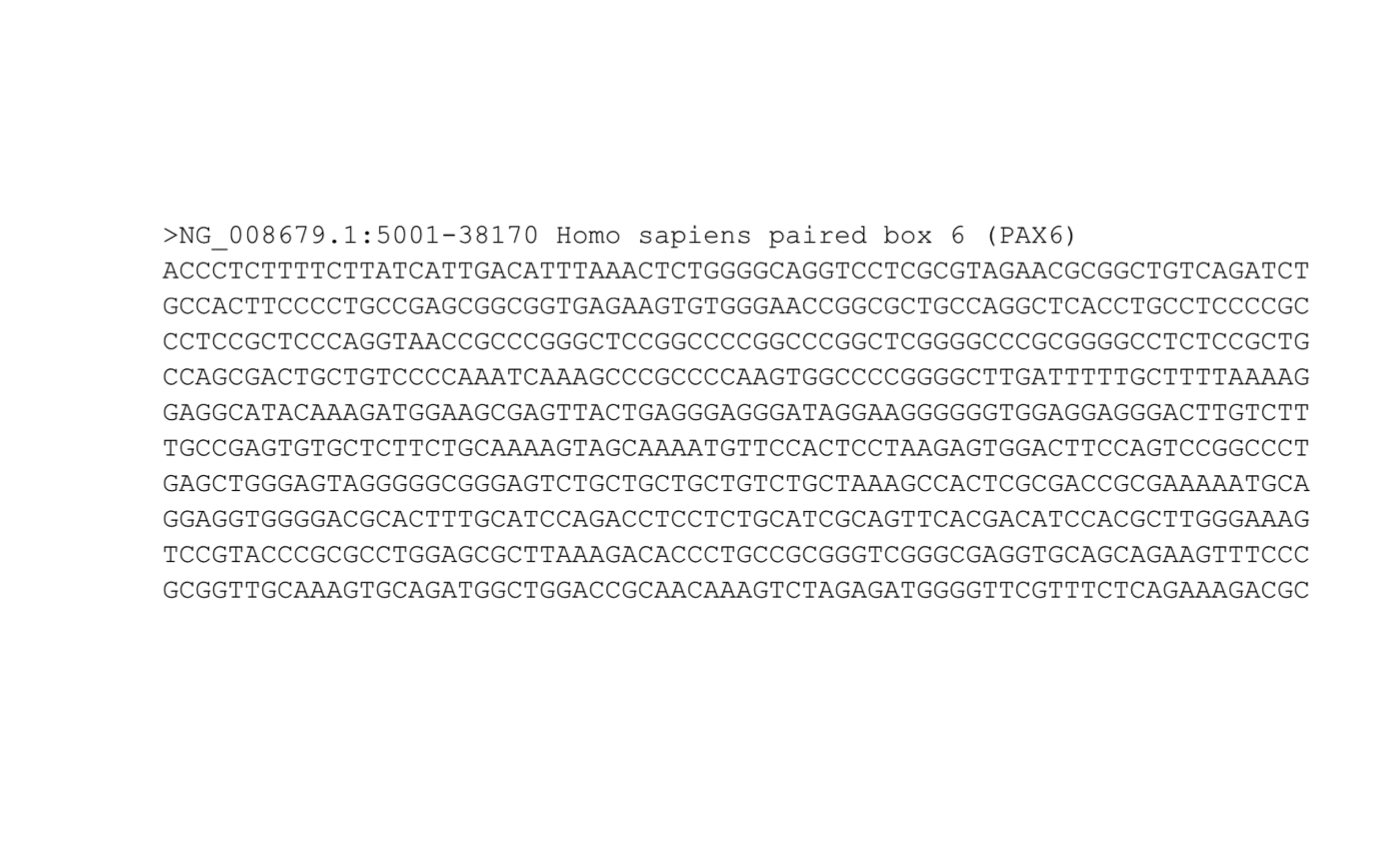 >NG_008679.1:5001-38170 Homo sapiens paired box 6 (PAX6)
ACCCTCTTTTCTTATCATTGACATTTAAACTCTGGGGCAGGTCCTCGCGTAGAACGCGGCTGTCAGATCT
GCCACTTCCCCTGCCGAGCGGCGGTGAGAAGTGTGGGAACCGGCGCTGCCAGGCTCACCTGCCTCCCCGC
CCTCCGCTCCCAGGTAACCGCCCGGGCTCCGGCCCCGGCCCGGCTCGGGGCCCGCGGGGCCTCTCCGCTG
CCAGCGACTGCTGTCCCCAAATCAAAGCCCGCCCCAAGTGGCCCCGGGGCTTGATTTTTGCTTTTAAAAG
GAGGCATACAAAGATGGAAGCGAGTTACTGAGGGAGGGATAGGAAGGGGGGTGGAGGAGGGACTTGTCTT
TGCCGAGTGTGCTCTTCTGCAAAAGTAGCAAAATGTTCCACTCCTAAGAGTGGACTTCCAGTCCGGCCCT
GAGCTGGGAGTAGGGGGCGGGAGTCTGCTGCTGCTGTCTGCTAAAGCCACTCGCGACCGCGAAAAATGCA
GGAGGTGGGGACGCACTTTGCATCCAGACCTCCTCTGCATCGCAGTTCACGACATCCACGCTTGGGAAAG
TCCGTACCCGCGCCTGGAGCGCTTAAAGACACCCTGCCGCGGGTCGGGCGAGGTGCAGCAGAAGTTTCCC
GCGGTTGCAAAGTGCAGATGGCTGGACCGCAACAAAGTCTAGAGATGGGGTTCGTTTCTCAGAAAGACGC